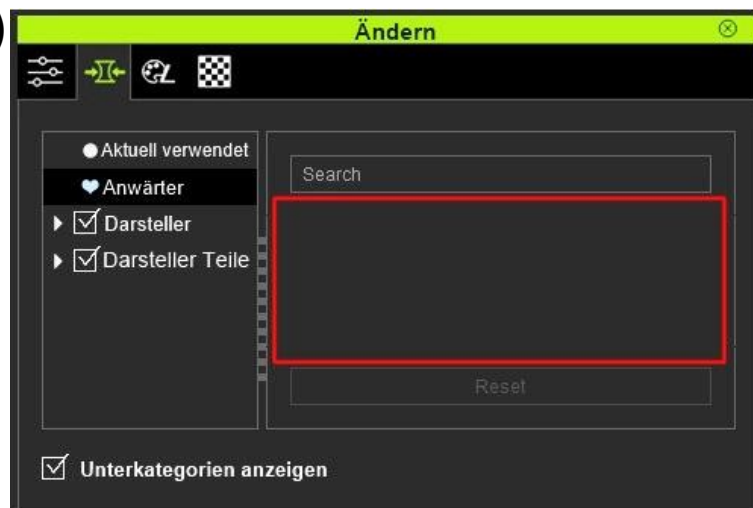 Ändern
Aktuell verwendet
Anwärter
Darsteller
Darsteller Teile
Search
Reset
Unterkategorien anzeigen